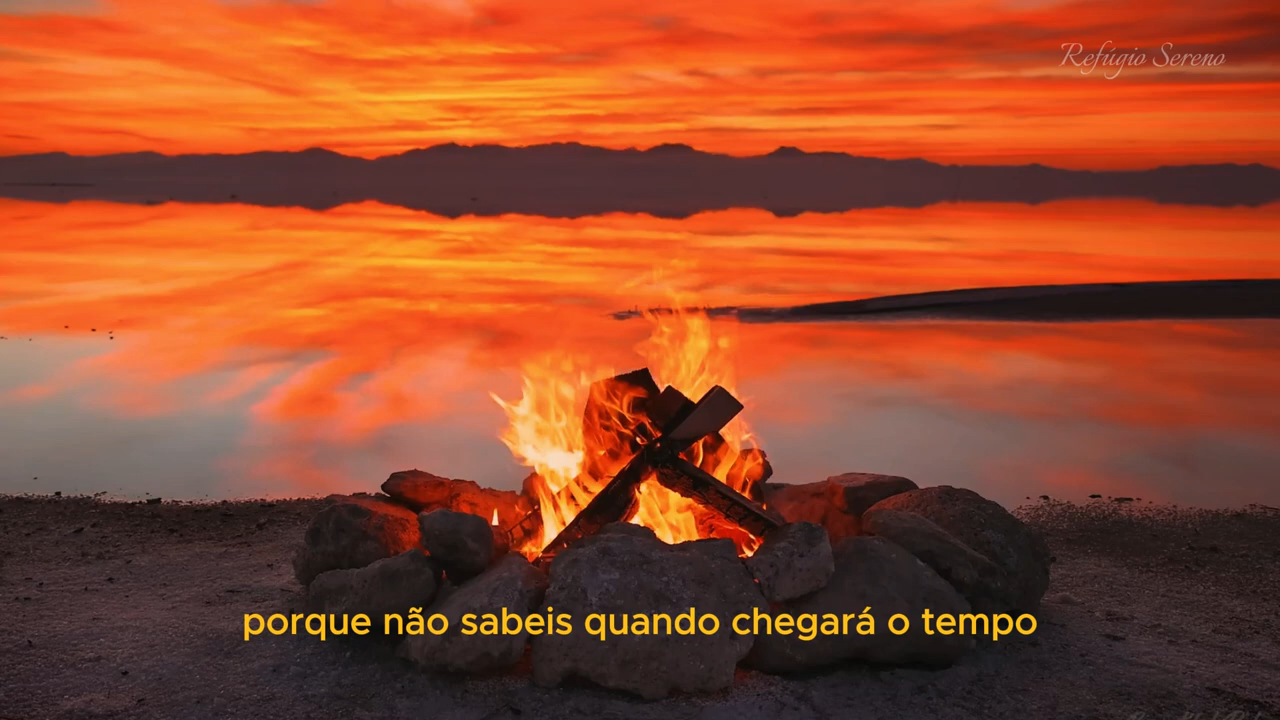 Refúgio Sereno
porque não sabeis quando chegará o tempo